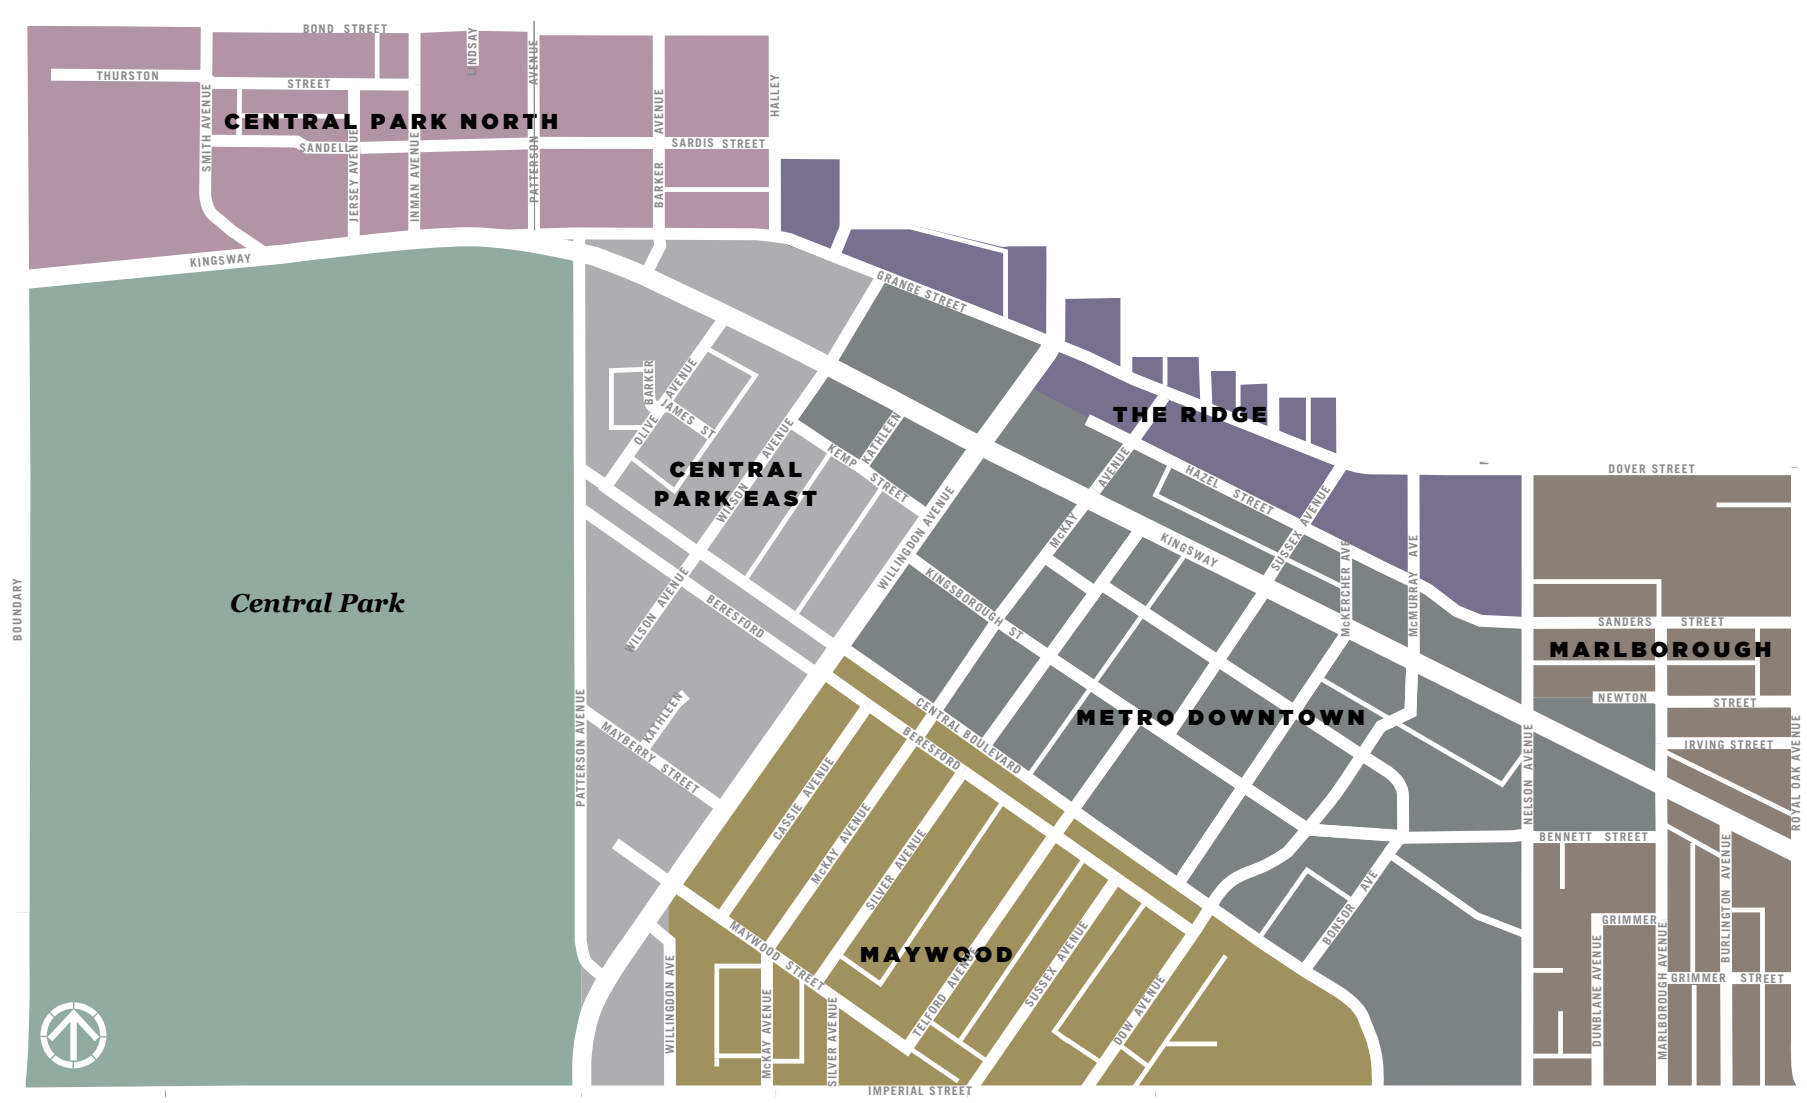 BOND STREET
LINDSAY
THURSTON
STREET
AVENUE
HALLEY
SMITH AVENUE
CENTRAL PARK NORTH
AVENUE
SANDELL
SARDIS STREET
JERSEY AVENUE
INMAN AVENUE
PATTERSON
BARKER
KINGSWAY
GRANGE STREET
BARKER
AVENUE
JAMES ST
OLIVE
THE RIDGE
KATHLEEN
AVENUE
KEMP
STREET
CENTRAL
PARK EAST
WILSON
AVENUE
HAZEL STREET
DOVER STREET
WILLINGDON AVENUE
McKAY
SUSSEX AVENUE
KINGSWAY
McKERCHER AVE
McMURRAY AVE
BOUNDARY
Central Park
WILSON AVENUE
BERESFORD
KINGSBOROUGH ST
SANDERS STREET
MARLBOROUGH
NEWTON
STREET
KATHLEEN
MAYBERRY STREET
PATTERSON AVENUE
CENTRAL BOULEVARD
BERESFORD
METRO DOWNTOWN
IRVING STREET
NELSON AVENUE
ROYAL OAK AVENUE
CASSIE AVENUE
McKAY AVENUE
SILVER AVENUE
BENNETT STREET
BURLINGTON AVENUE
BONSOR AVE
GRIMMER
MAYWOOD STREET
MAYWOOD
WILLINGDON AVE
TELFORD AVENUE
SUSSEX AVENUE
DOW AVENUE
DUNBLANE AVENUE
MARLBOROUGH AVENUE
GRIMMER STREET
McKAY AVENUE
SILVER AVENUE
IMPERIAL STREET